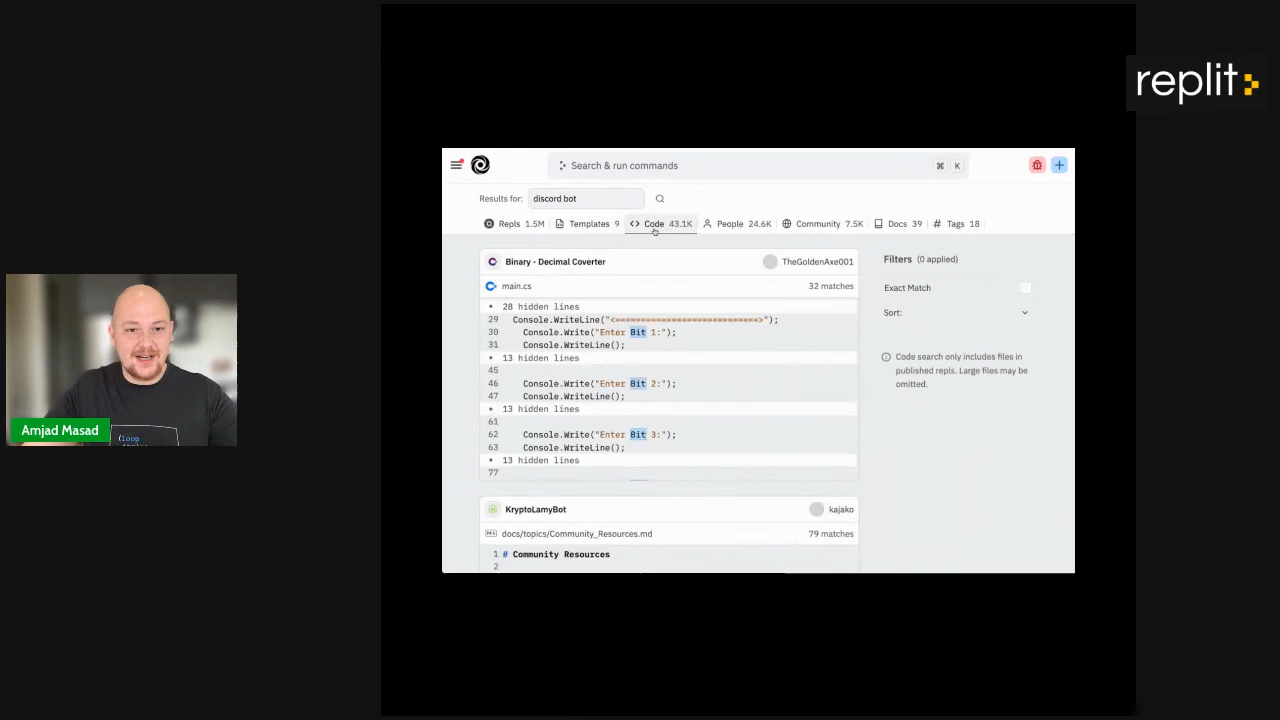 replit
Search & run commands
⌘ K
+
Results for:
discord bot
Repls 1.5M
Templates 9
<> Code 43.1K
People 24.6K
Community 7.5K
Docs 39
# Tags 18
Binary - Decimal Coverter
TheGoldenAxe001
main.cs
32 matches
• 28 hidden lines
29 Console.WriteLine("<===========================>");
30 Console.Write("Enter Bit 1:");
31 Console.WriteLine();
• 13 hidden lines
45
46 Console.Write("Enter Bit 2:");
47 Console.WriteLine();
• 13 hidden lines
61
62 Console.Write("Enter Bit 3:");
63 Console.WriteLine();
• 13 hidden lines
77
KryptoLamyBot
kajako
docs/topics/Community_Resources.md
79 matches
1 # Community Resources
2
Filters (0 applied)
Exact Match
Sort:
Code search only includes files in
published repls. Large files may be
omitted.
Amjad Masad
(loop